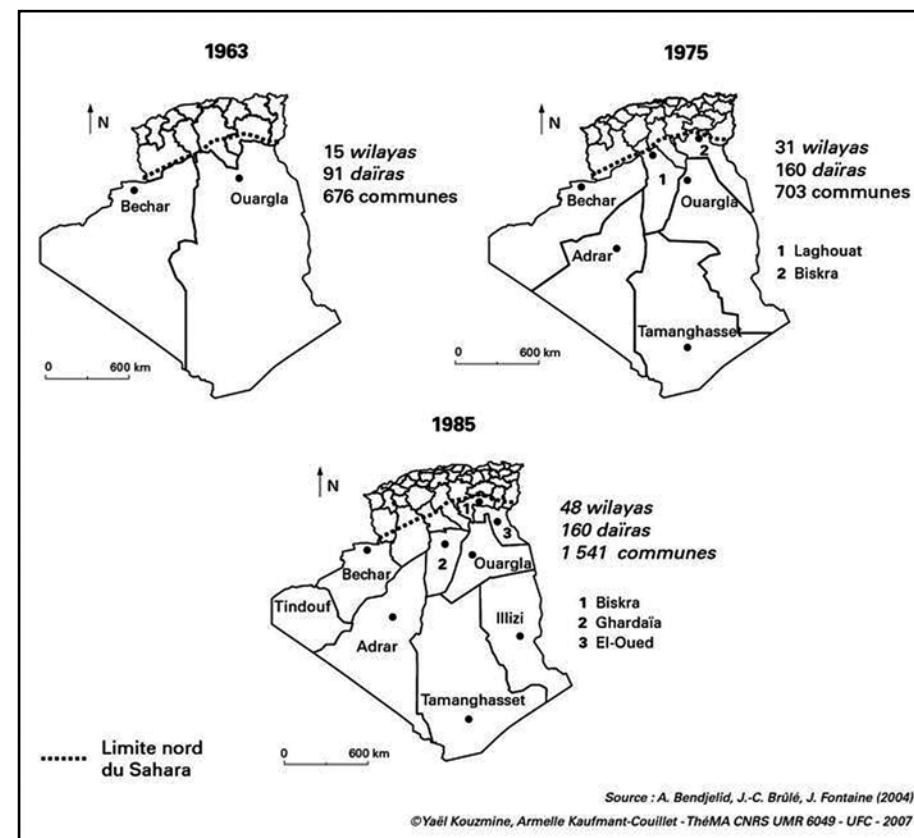 1963
N
15 wilayas
91 daïras
676 communes
Bechar
Ouargla
0 600 km
1975
N
31 wilayas
160 daïras
703 communes
2
1
Bechar
Ouargla
Adrar
1 Laghouat
2 Biskra
Tamanghasset
0 600 km
1985
N
48 wilayas
160 daïras
1 541 communes
1
3
2
Bechar
Ouargla
Tindouf
Illizi
Adrar
1 Biskra
2 Ghardaïa
3 El-Oued
Tamanghasset
0 600 km
Limite nord
du Sahara
Source : A. Bendjelid, J.-C. Brûlé, J. Fontaine (2004)
©Yaël Kouzmine, Armelle Kaufmant-Couillet - ThéMA CNRS UMR 6049 - UFC - 2007